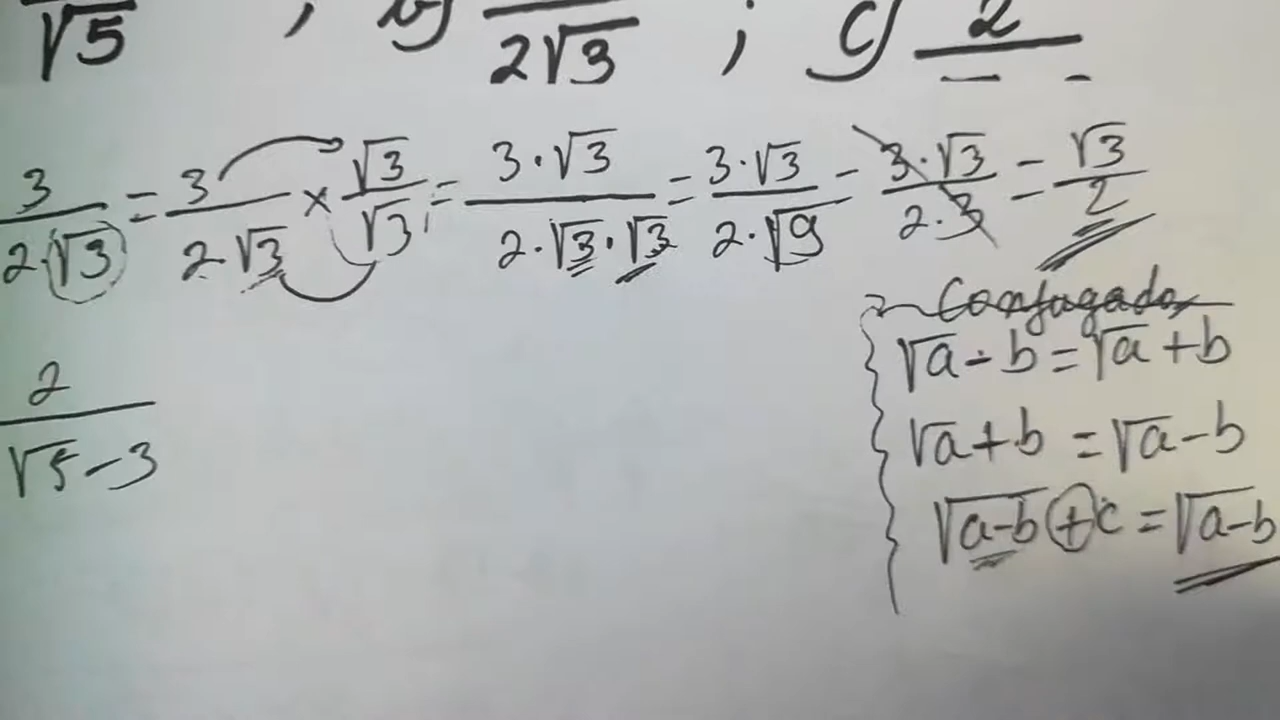 √5 , b) 2√3 ; c) 2
3/(2·√3) = 3/(2·√3) × √3/√3 = 3·√3/(2·√3·√3) = 3·√3/(2·√9) = 3·√3/(2·3) = √3/2
Conjugado
√a - b = √a + b
√a + b = √a - b
2/(√5 - 3)
√(a-b) + c = √(a-b)